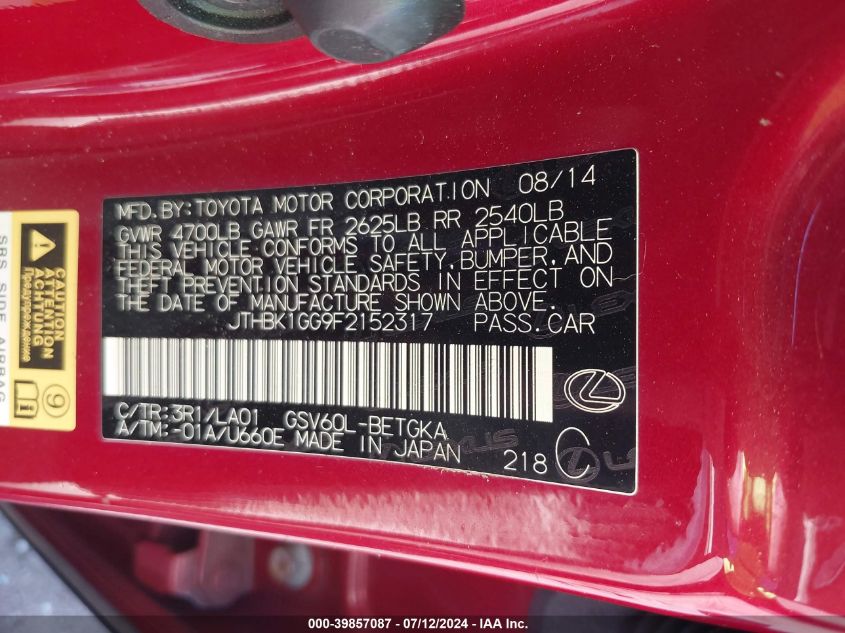 MFD.BY:TOYOTA MOTOR CORPORATION 08/14
GVWR 4700LB GAWR FR 2625LB RR 2540LB
THIS VEHICLE CONFORMS TO ALL APPLICABLE
FEDERAL MOTOR VEHICLE SAFETY,BUMPER,AND
THEFT PREVENTION STANDARDS IN EFFECT ON
THE DATE OF MANUFACTURE SHOWN ABOVE.
JTHBK1GG9F2152317 PASS.CAR
C/TR:3R1/LA01 GSV60L-BETGKA
A/TM:-01A/U660E MADE IN JAPAN
218 C
CAUTION
ATTENTION
ACHTUNG
Предупреждение
SRS SIDE AIRBAG
9
000-39857087 - 07/12/2024 - IAA, Inc.